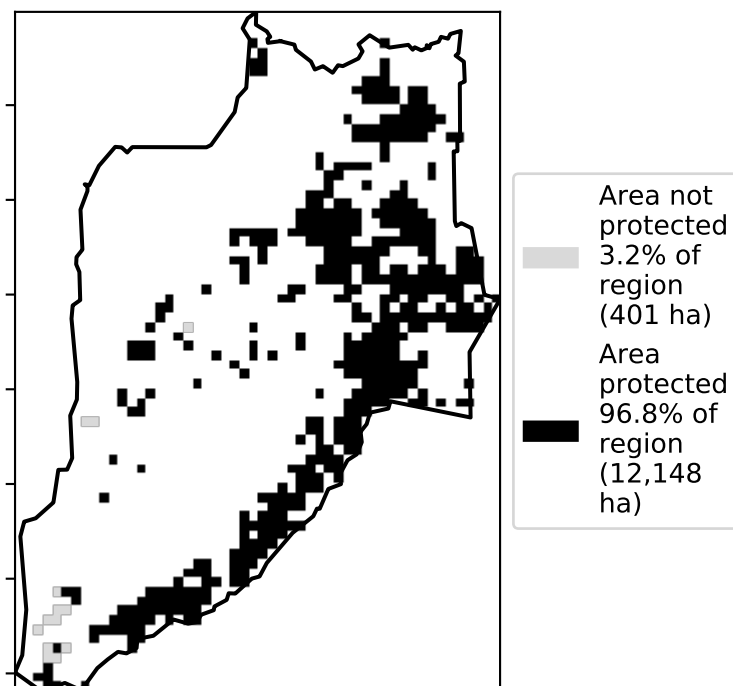 Area not
protected
3.2% of
region
(401 ha)
Area
protected
96.8% of
region
(12,148
ha)